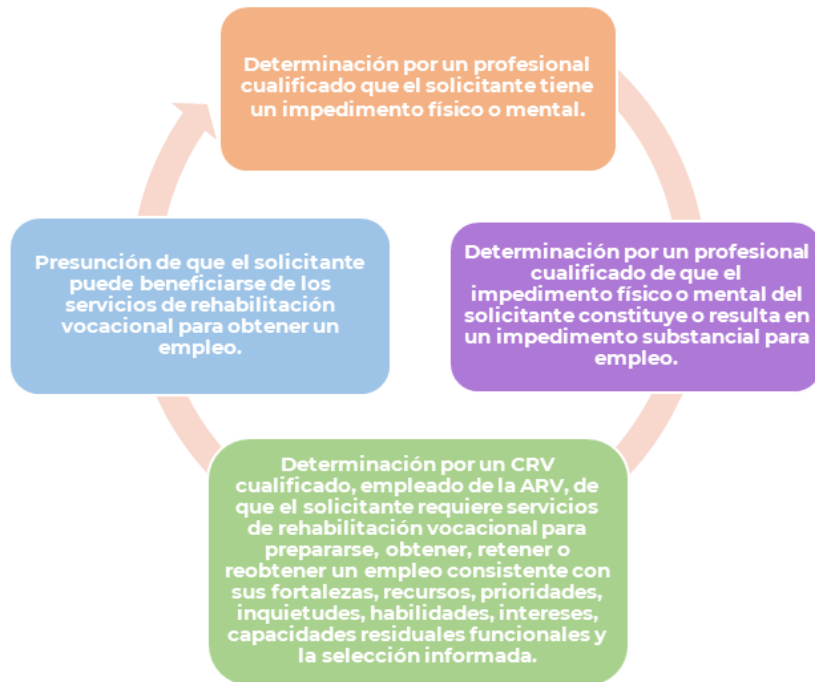 Determinación por un profesional
cualificado que el solicitante tiene
un impedimento físico o mental.
Determinación por un profesional
cualificado de que el
impedimento físico o mental del
solicitante constituye o resulta en
un impedimento substancial para
empleo.
Determinación por un CRV
cualificado, empleado de la ARV, de
que el solicitante requiere servicios
de rehabilitación vocacional para
prepararse, obtener, retener o
reobtener un empleo consistente con
sus fortalezas, recursos, prioridades,
inquietudes, habilidades, intereses,
capacidades residuales funcionales y
la selección informada.
Presunción de que el solicitante
puede beneficiarse de los
servicios de rehabilitación
vocacional para obtener un
empleo.